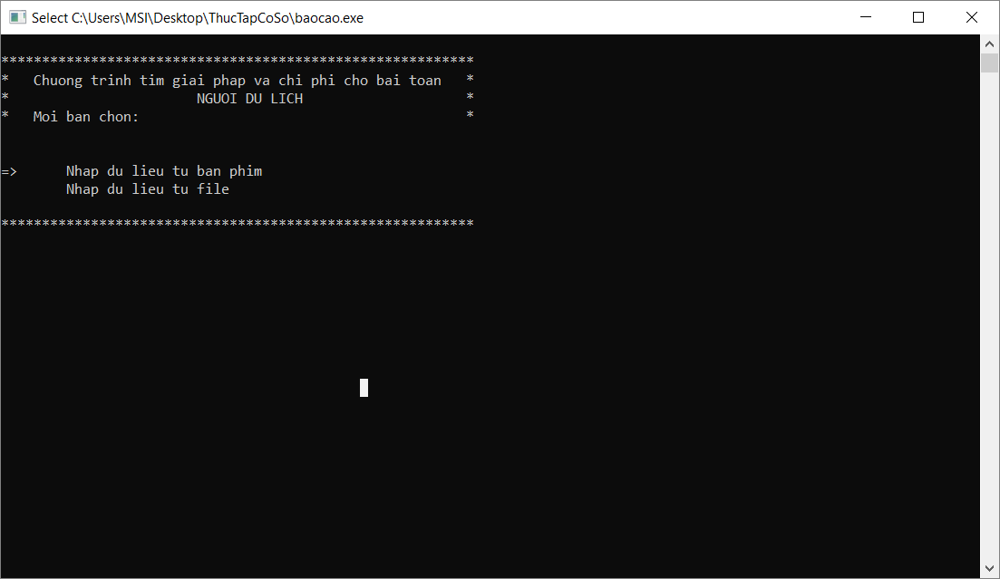 Select C:\Users\MSI\Desktop\ThucTapCoSo\baocao.exe
**********************************************************
*   Chuong trinh tim giai phap va chi phi cho bai toan   *
*                       NGUOI DU LICH                    *
*   Moi ban chon:                                        *
=>      Nhap du lieu tu ban phim
        Nhap du lieu tu file
**********************************************************